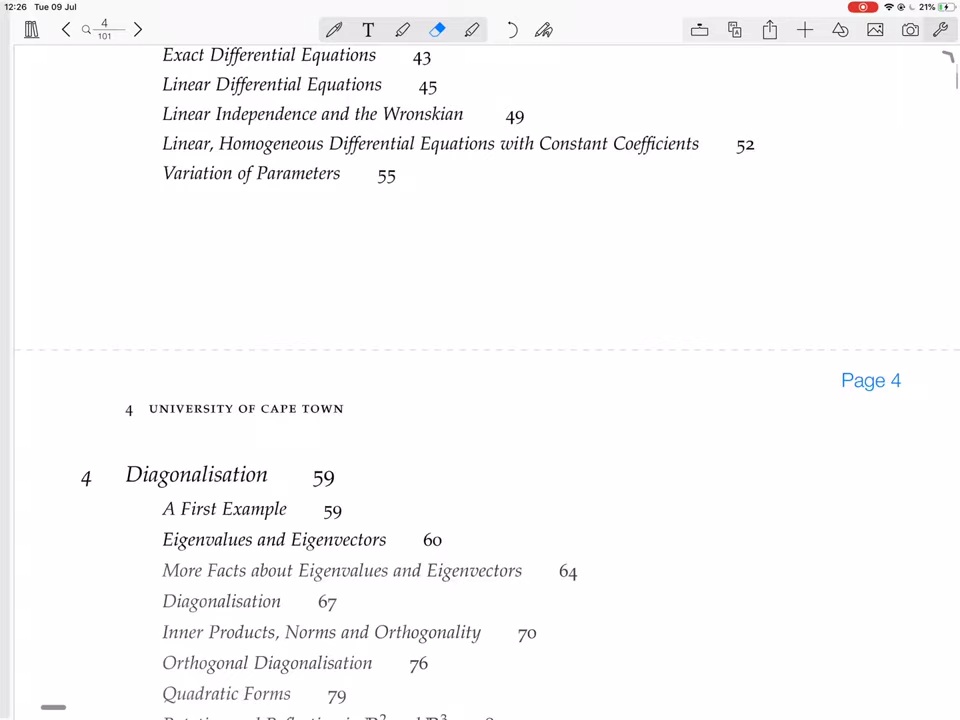 12:26 Tue 09 Jul
21%
4
101
T
Exact Differential Equations 43
Linear Differential Equations 45
Linear Independence and the Wronskian 49
Linear, Homogeneous Differential Equations with Constant Coefficients 52
Variation of Parameters 55
Page 4
4 UNIVERSITY OF CAPE TOWN
4 Diagonalisation 59
A First Example 59
Eigenvalues and Eigenvectors 60
More Facts about Eigenvalues and Eigenvectors 64
Diagonalisation 67
Inner Products, Norms and Orthogonality 70
Orthogonal Diagonalisation 76
Quadratic Forms 79